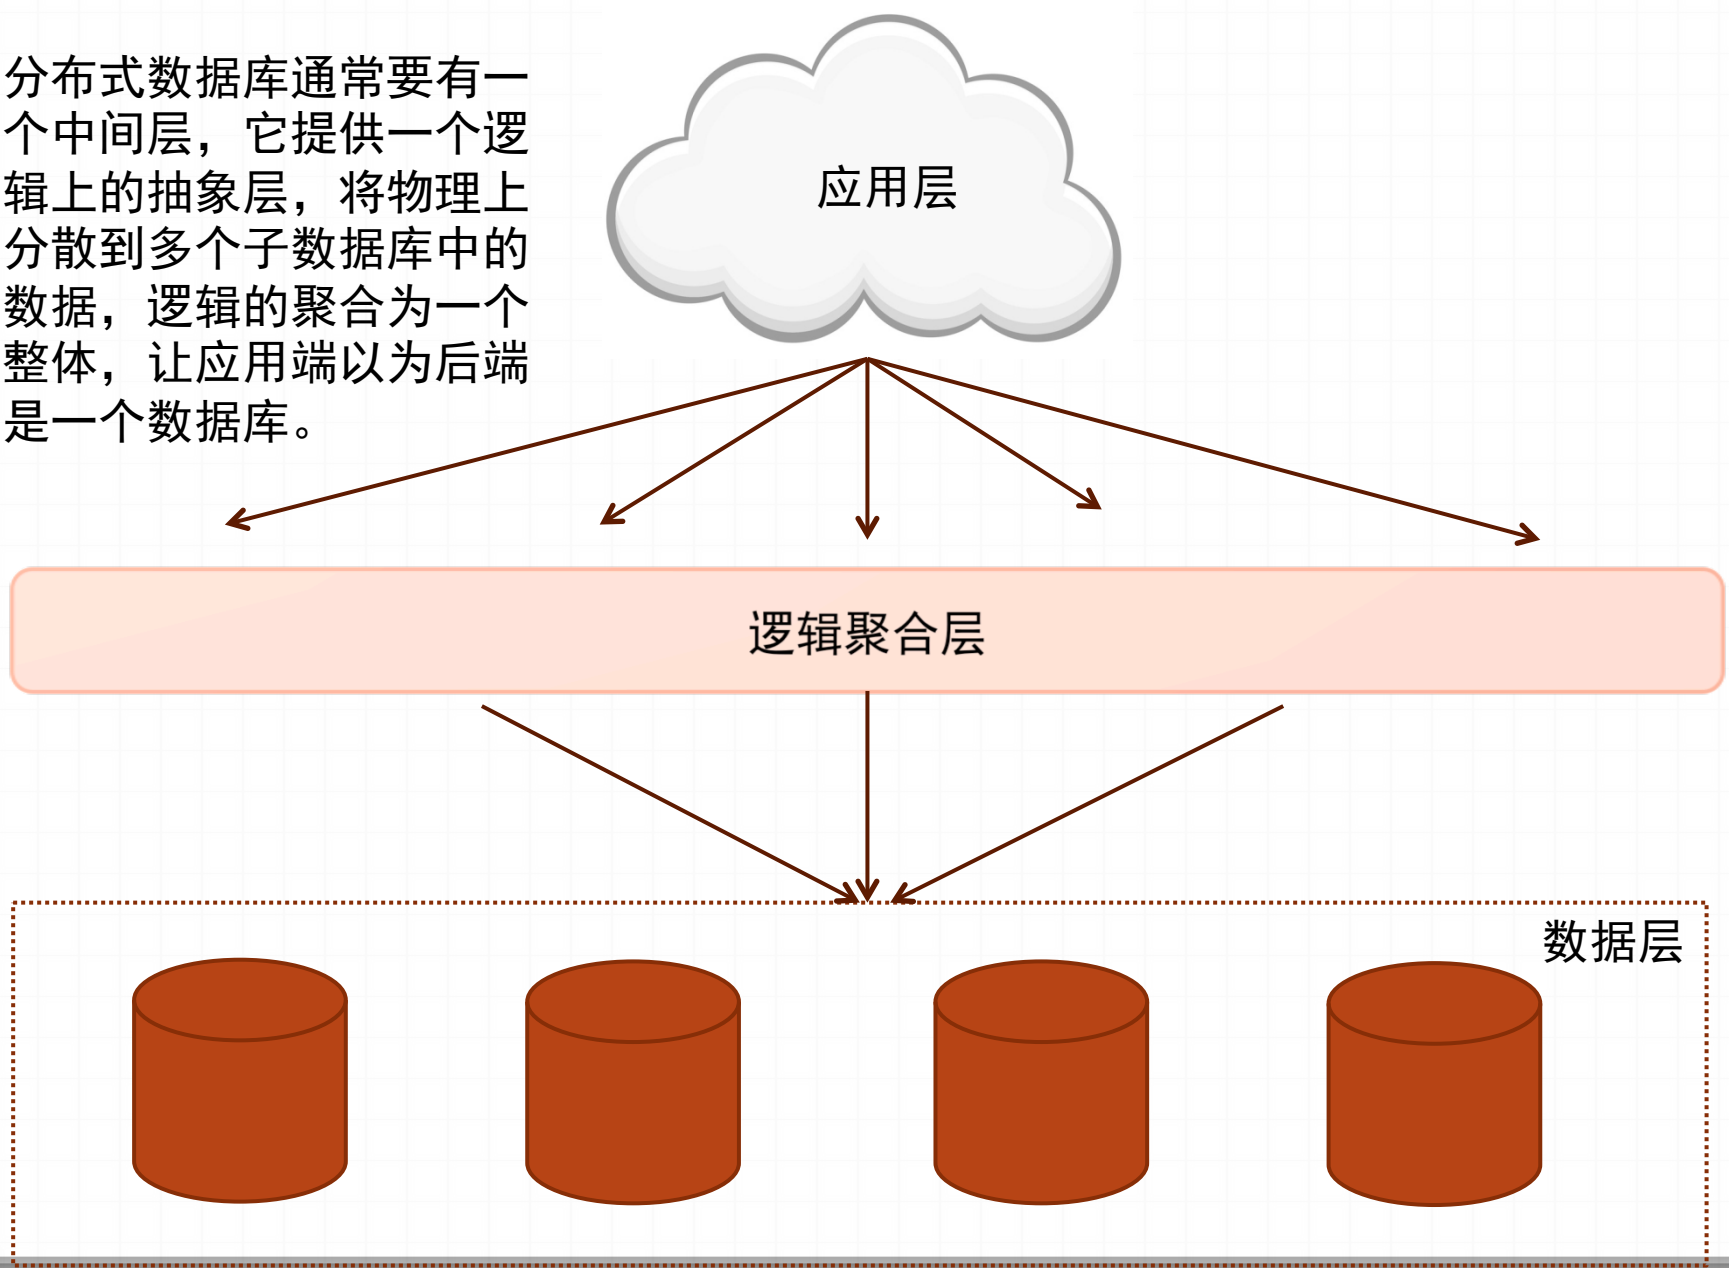 分布式数据库通常要有一
个中间层，它提供一个逻
辑上的抽象层，将物理上
分散到多个子数据库中的
数据，逻辑的聚合为一个
整体，让应用端以为后端
是一个数据库。
应用层
逻辑聚合层
数据层